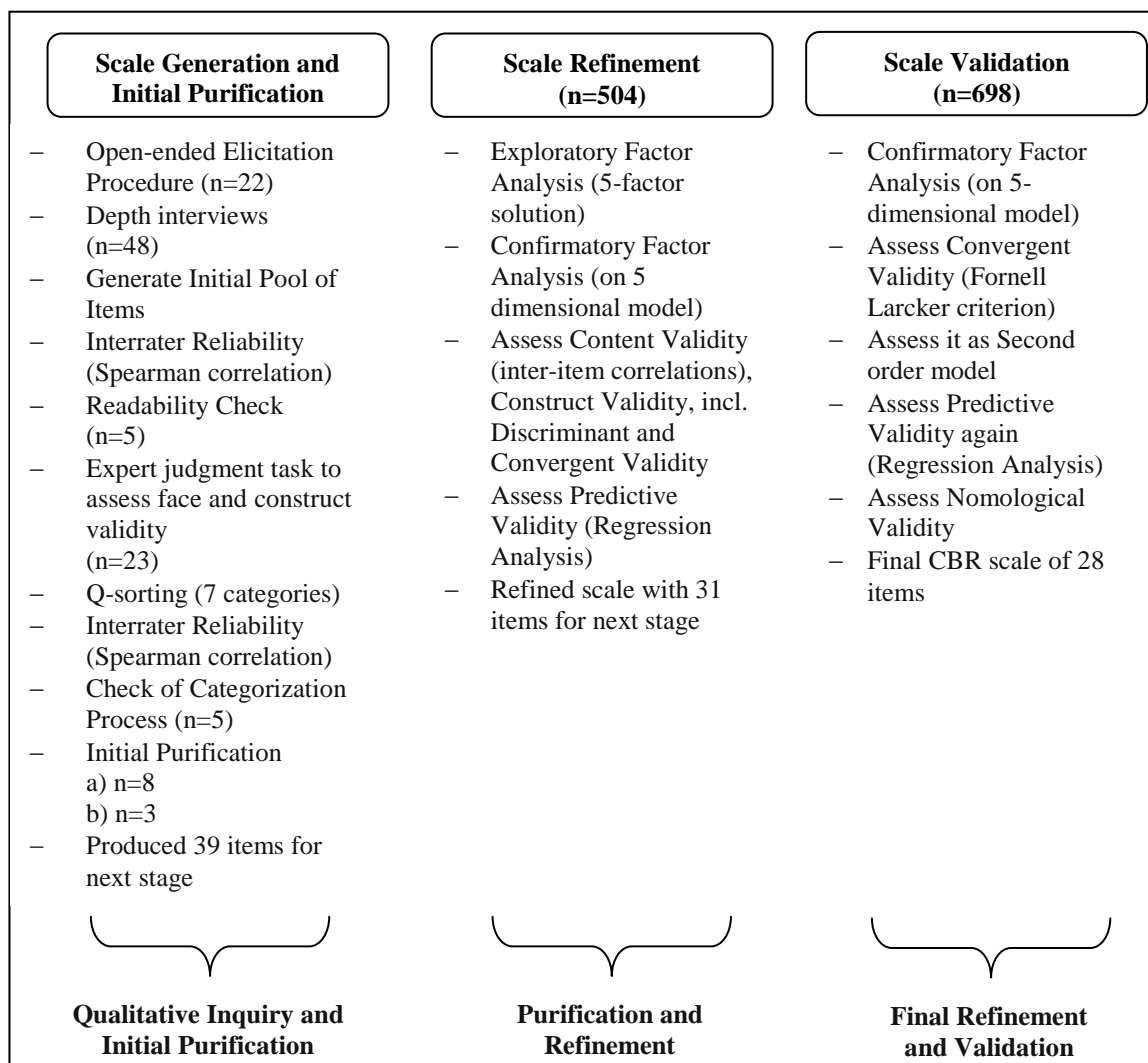 Scale Generation and
Initial Purification
– Open-ended Elicitation
Procedure (n=22)
– Depth interviews
(n=48)
– Generate Initial Pool of
Items
– Interrater Reliability
(Spearman correlation)
– Readability Check
(n=5)
– Expert judgment task to
assess face and construct
validity
(n=23)
– Q-sorting (7 categories)
– Interrater Reliability
(Spearman correlation)
– Check of Categorization
Process (n=5)
– Initial Purification
a) n=8
b) n=3
– Produced 39 items for
next stage
Qualitative Inquiry and
Initial Purification
Scale Refinement
(n=504)
– Exploratory Factor
Analysis (5-factor
solution)
– Confirmatory Factor
Analysis (on 5
dimensional model)
– Assess Content Validity
(inter-item correlations),
Construct Validity, incl.
Discriminant and
Convergent Validity
– Assess Predictive
Validity (Regression
Analysis)
– Refined scale with 31
items for next stage
Purification and
Refinement
Scale Validation
(n=698)
– Confirmatory Factor
Analysis (on 5-
dimensional model)
– Assess Convergent
Validity (Fornell
Larcker criterion)
– Assess it as Second
order model
– Assess Predictive
Validity again
(Regression Analysis)
– Assess Nomological
Validity
– Final CBR scale of 28
items
Final Refinement
and Validation